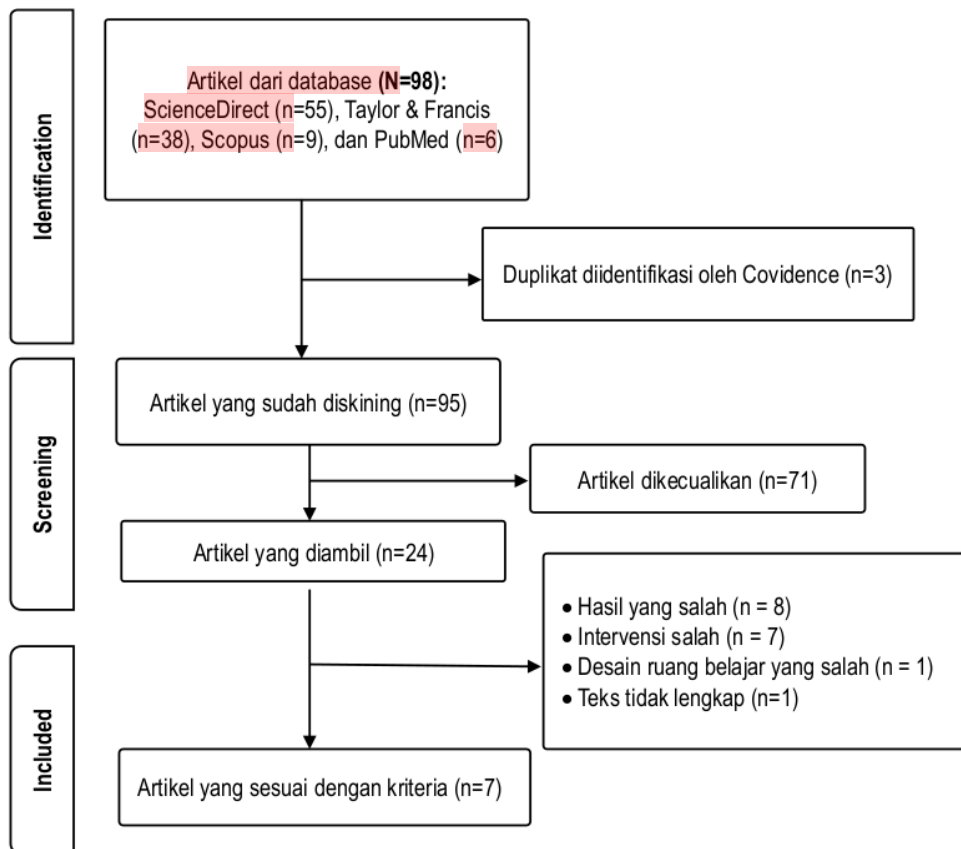 Identification
Artikel dari database (N=98):
ScienceDirect (n=55), Taylor & Francis
(n=38), Scopus (n=9), dan PubMed (n=6)
Duplikat diidentifikasi oleh Covidence (n=3)
Screening
Artikel yang sudah diskining (n=95)
Artikel dikecualikan (n=71)
Artikel yang diambil (n=24)
• Hasil yang salah (n = 8)
• Intervensi salah (n = 7)
• Desain ruang belajar yang salah (n = 1)
• Teks tidak lengkap (n=1)
Included
Artikel yang sesuai dengan kriteria (n=7)